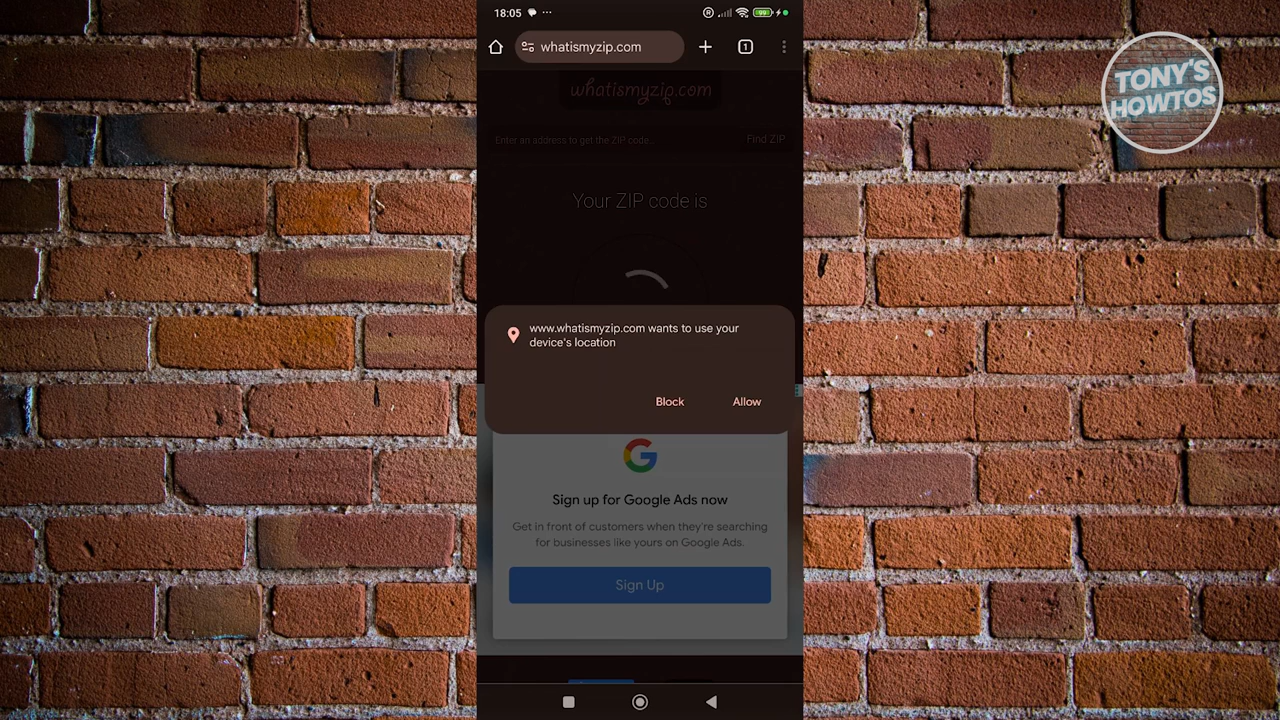 18:05
99
whatismyzip.com
1
whatismyzip.com
Enter an address to get the ZIP code...
Find ZIP
Your ZIP code is
www.whatismyzip.com wants to use your
device's location
Block
Allow
Sign up for Google Ads now
Get in front of customers when they're searching
for businesses like yours on Google Ads.
Sign Up
TONY'S
HOWTOS